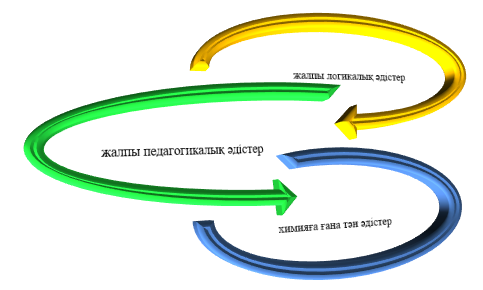 жалпы логикалық әдістер
жалпы педагогикалық әдістер
химияға ғана тән әдістер